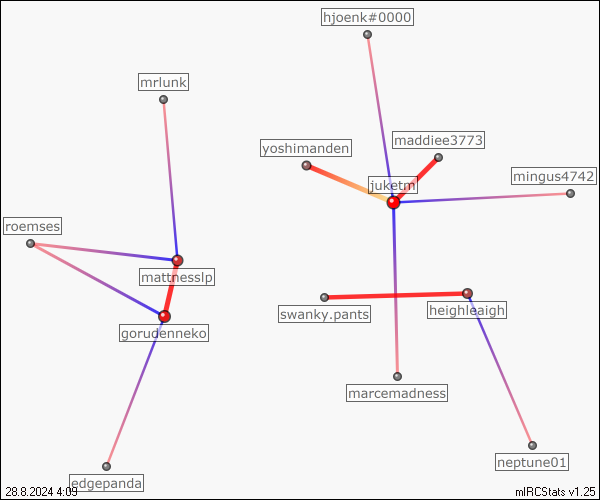 hjoenk#0000
mrlunk
maddiee3773
yoshimanden
mingus4742
juketm
roemses
mattnesslp
heighleaigh
swanky.pants
gorudenneko
marcemadness
neptune01
edgepanda
28.8.2024 4:09
mIRCStats v1.25